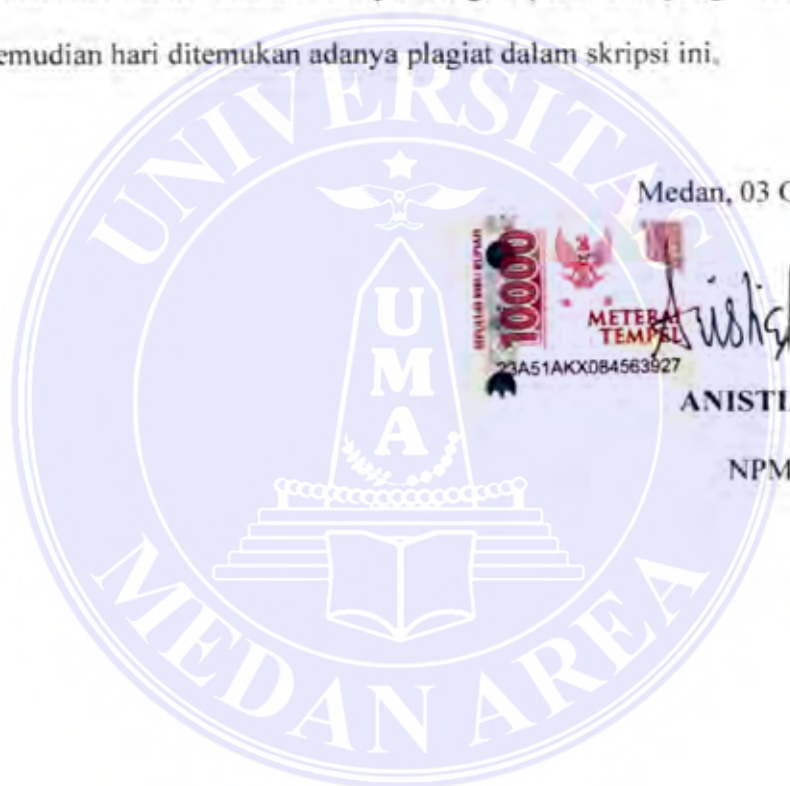 emudian hari ditemukan adanya plagiat dalam skripsi ini.
Medan, 03
UNIVERSITAS
UMA
MEDAN AREA
10000
METERAI
TEMPEL
23A51AKX084563927
ANISTI
NPM